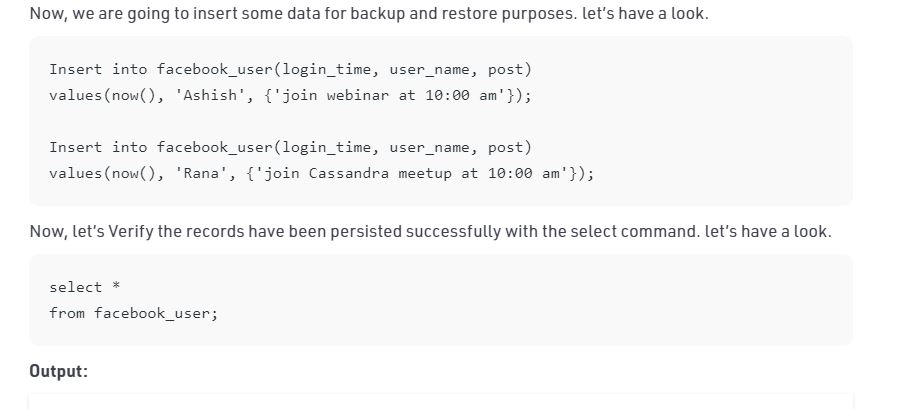 Now, we are going to insert some data for backup and restore purposes. let's have a look.
Insert into facebook_user(login_time, user_name, post)
values(now(), 'Ashish', {'join webinar at 10:00 am'});
Insert into facebook_user(login_time, user_name, post)
values(now(), 'Rana', {'join Cassandra meetup at 10:00 am'});
Now, let's Verify the records have been persisted successfully with the select command. let's have a look.
select *
from facebook_user;
Output: